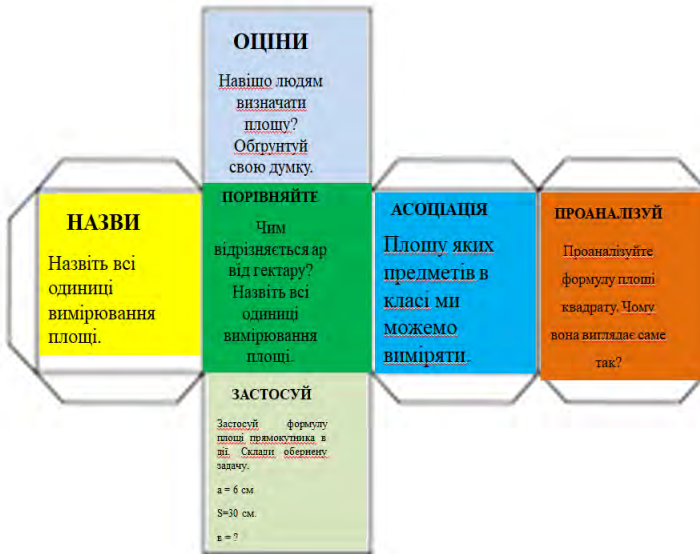 ОЦІНИ
Навіщо людям
визначати
площу?
Обґрунтуй
свою думку.
НАЗВИ
Назвіть всі
одиниці
вимірювання
площі.
ПОРІВНЯЙТЕ
Чим
відрізняється ар
від гектару?
Назвіть всі
одиниці
вимірювання
площі.
АСОЦІАЦІЯ
Площу яких
предметів в
класі ми
можемо
виміряти.
ПРОАНАЛІЗУЙ
Проаналізуйте
формулу площі
квадрату. Чому
вона виглядає саме
так?
ЗАСТОСУЙ
Застосуй формулу
площі прямокутника в
дії. Склади обернену
задачу.
а = 6 см
S=30 см.
в = ?